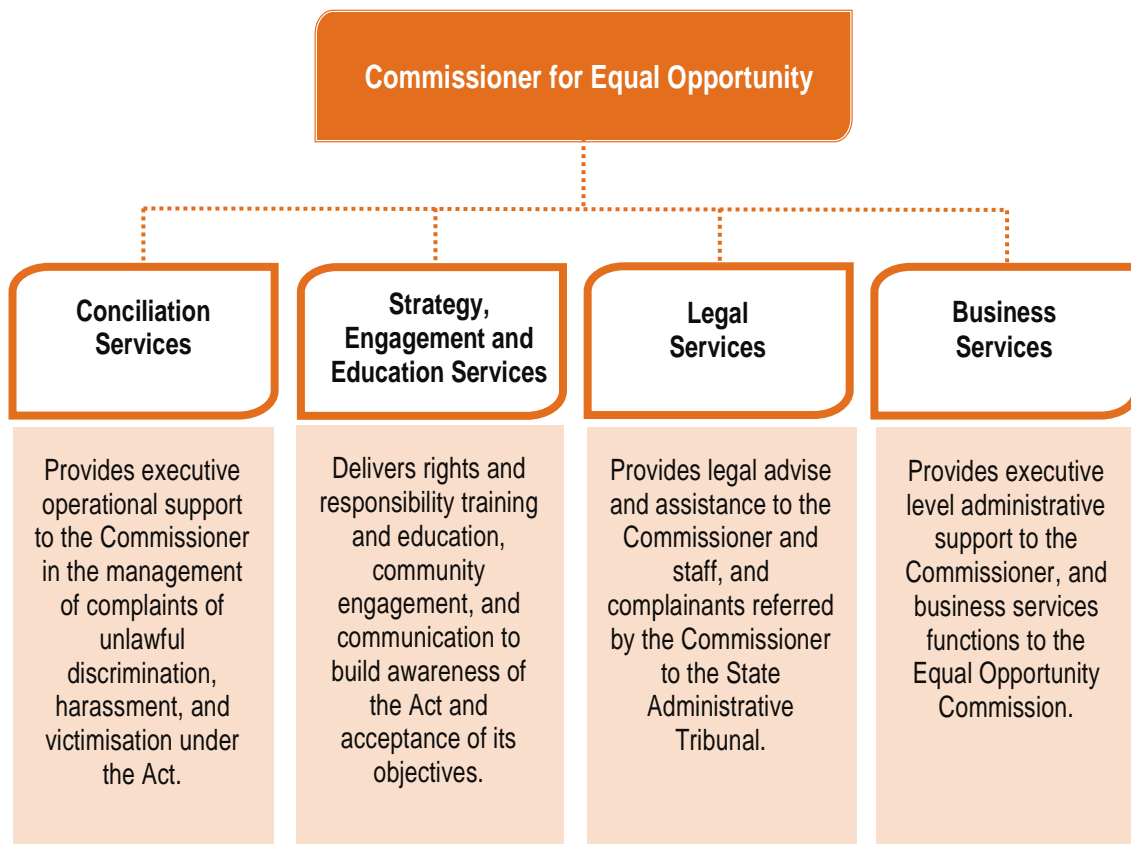 Commissioner for Equal Opportunity
Conciliation
Services
Strategy,
Engagement and
Education Services
Legal
Services
Business
Services
Provides executive
operational support
to the Commissioner
in the management
of complaints of
unlawful
discrimination,
harassment, and
victimisation under
the Act.
Delivers rights and
responsibility training
and education,
community
engagement, and
communication to
build awareness of
the Act and
acceptance of its
objectives.
Provides legal advise
and assistance to the
Commissioner and
staff, and
complainants referred
by the Commissioner
to the State
Administrative
Tribunal.
Provides executive
level administrative
support to the
Commissioner, and
business services
functions to the
Equal Opportunity
Commission.